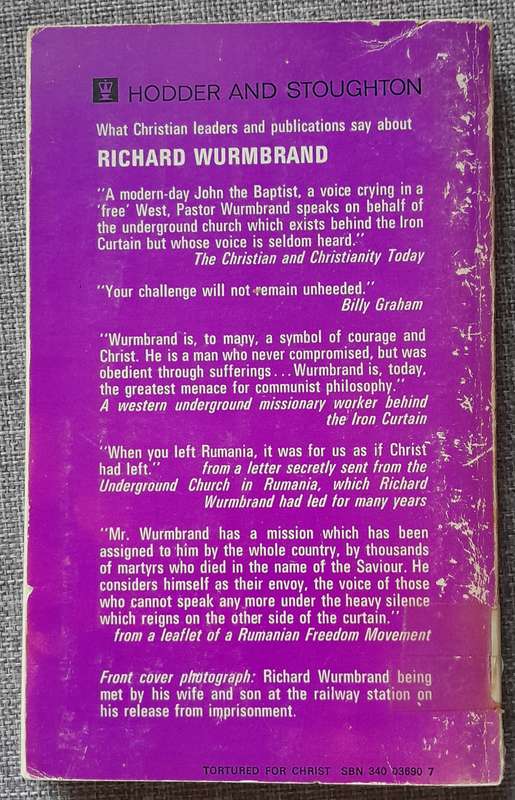 HODDER AND STOUGHTON
What Christian leaders and publications say about
RICHARD WURMBRAND
"A modern-day John the Baptist, a voice crying in a
'free' West, Pastor Wurmbrand speaks on behalf of
the underground church which exists behind the Iron
Curtain but whose voice is seldom heard."
The Christian and Christianity Today
"Your challenge will not remain unheeded."
Billy Graham
"Wurmbrand is, to many, a symbol of courage and
Christ. He is a man who never compromised, but was
obedient through sufferings... Wurmbrand is, today,
the greatest menace for communist philosophy."
A western underground missionary worker behind
the Iron Curtain
"When you left Rumania, it was for us as if Christ
had left." from a letter secretly sent from the
Underground Church in Rumania, which Richard
Wurmbrand had led for many years
"Mr. Wurmbrand has a mission which has been
assigned to him by the whole country, by thousands
of martyrs who died in the name of the Saviour. He
considers himself as their envoy, the voice of those
who cannot speak any more under the heavy silence
which reigns on the other side of the curtain."
from a leaflet of a Rumanian Freedom Movement
Front cover photograph: Richard Wurmbrand being
met by his wife and son at the railway station on
his release from imprisonment.
TORTURED FOR CHRIST SBN 340 03690 7